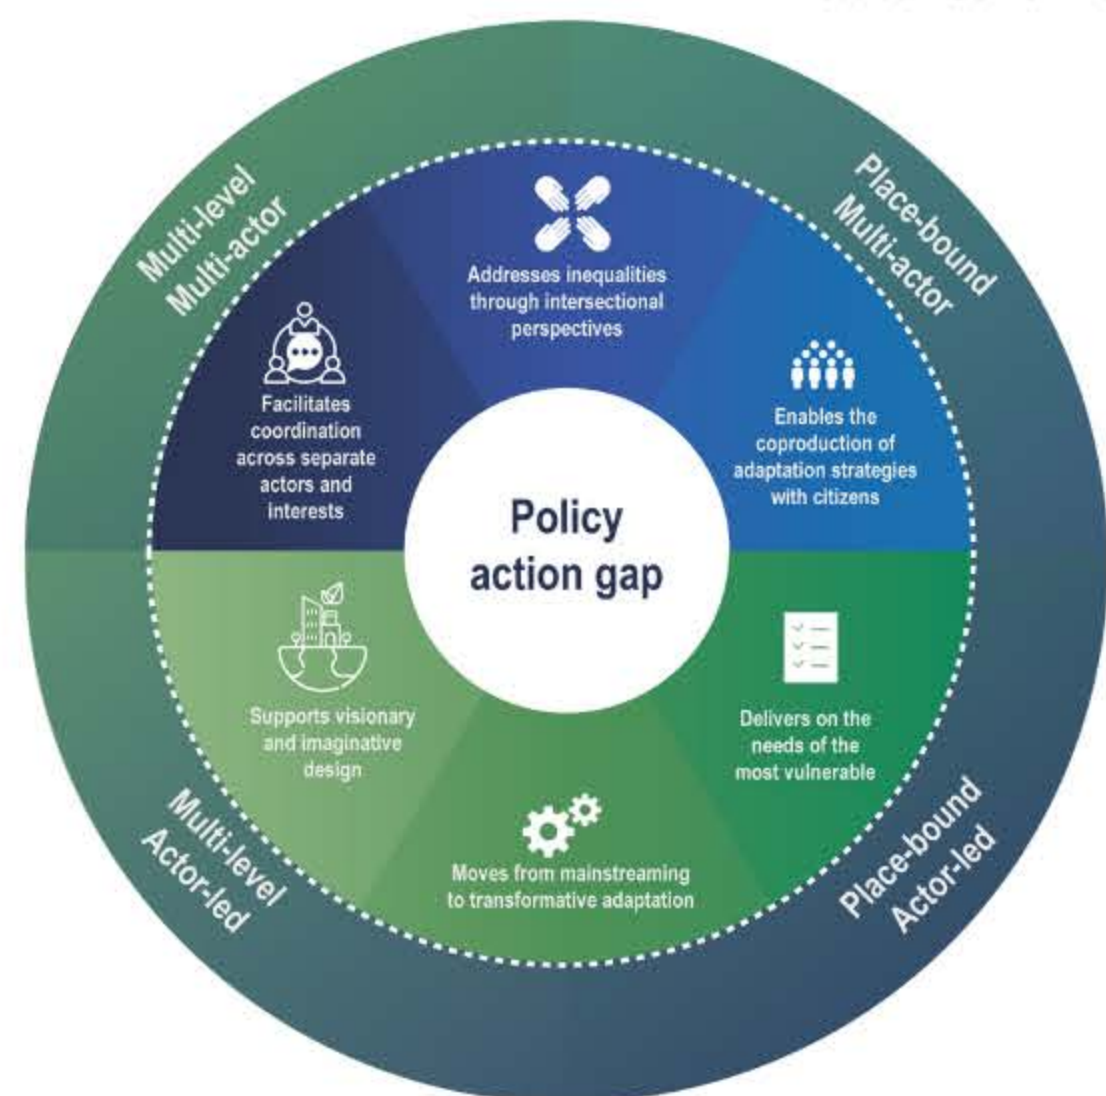 Multi-level
Multi-actor
Place-bound
Multi-actor
Addresses inequalities
through intersectional
perspectives
Facilitates
coordination
across separate
actors and
interests
Enables the
coproduction of
adaptation strategies
with citizens
Policy
action gap
Supports visionary
and imaginative
design
Delivers on the
needs of the
most vulnerable
Moves from mainstreaming
to transformative adaptation
Multi-level
Actor-led
Place-bound
Actor-led